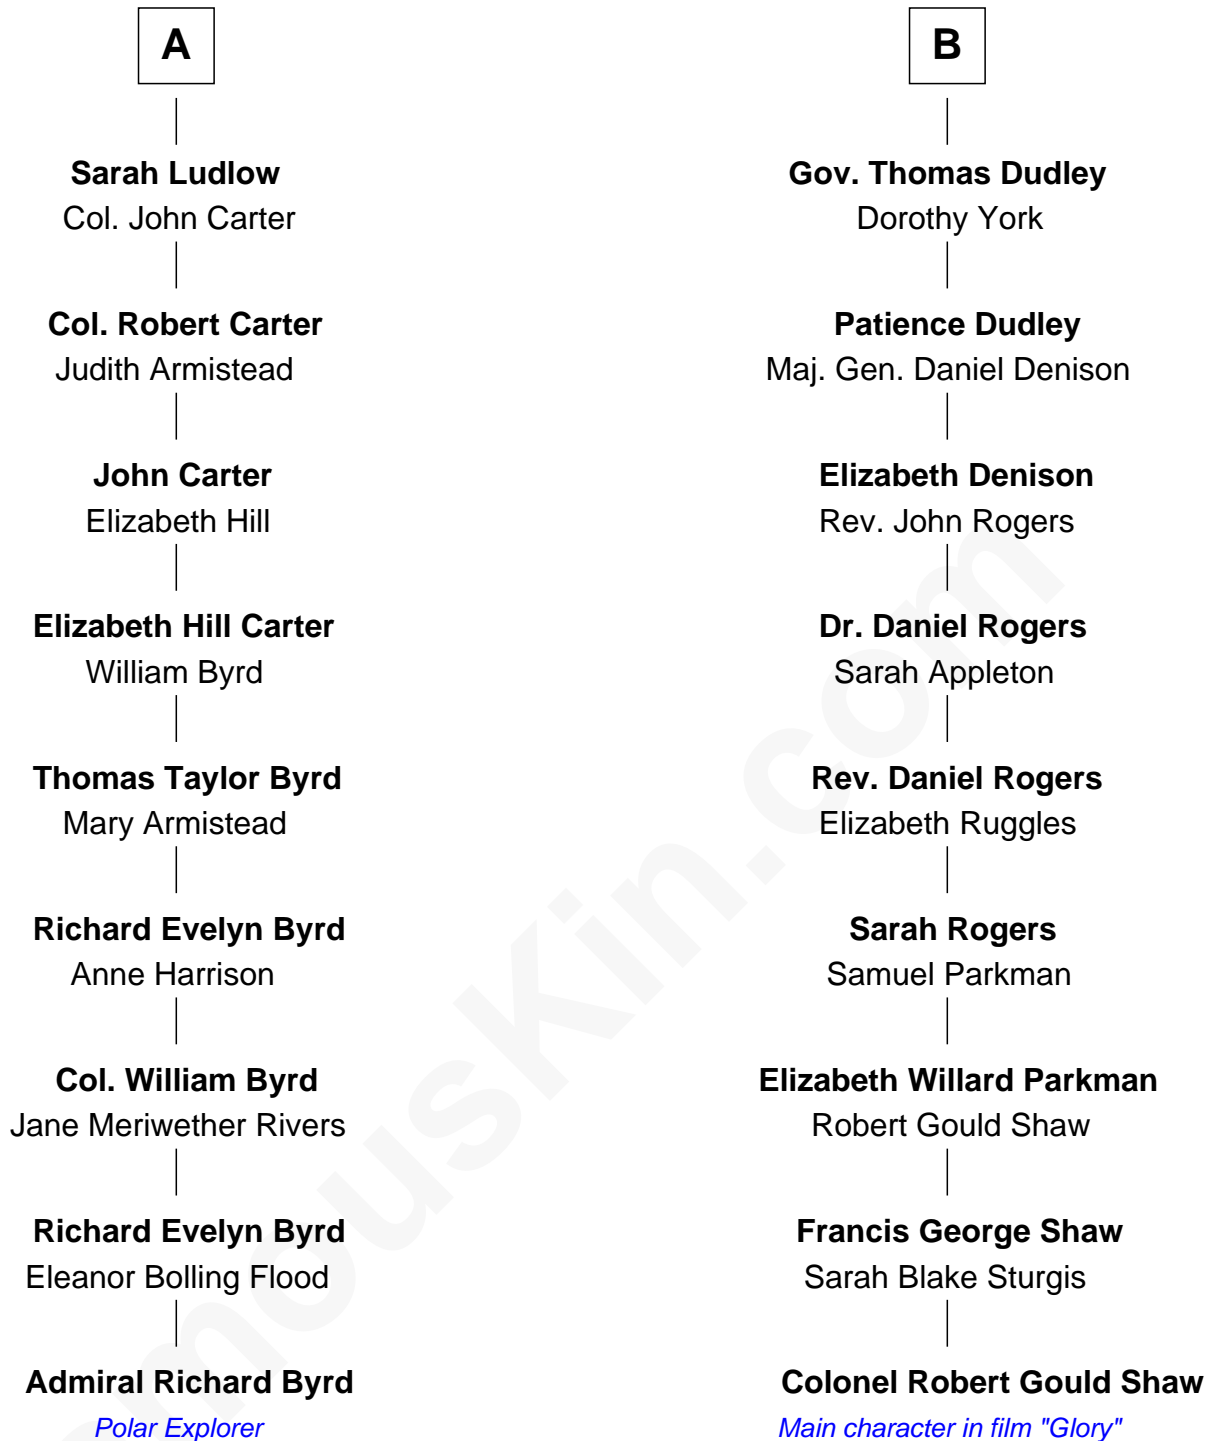 A
Sarah Ludlow
Col. John Carter
Col. Robert Carter
Judith Armistead
John Carter
Elizabeth Hill
Elizabeth Hill Carter
William Byrd
Thomas Taylor Byrd
Mary Armistead
Richard Evelyn Byrd
Anne Harrison
Col. William Byrd
Jane Meriwether Rivers
Richard Evelyn Byrd
Eleanor Bolling Flood
Admiral Richard Byrd
Polar Explorer
B
Gov. Thomas Dudley
Dorothy York
Patience Dudley
Maj. Gen. Daniel Denison
Elizabeth Denison
Rev. John Rogers
Dr. Daniel Rogers
Sarah Appleton
Rev. Daniel Rogers
Elizabeth Ruggles
Sarah Rogers
Samuel Parkman
Elizabeth Willard Parkman
Robert Gould Shaw
Francis George Shaw
Sarah Blake Sturgis
Colonel Robert Gould Shaw
Main character in film "Glory"
mousKin.com